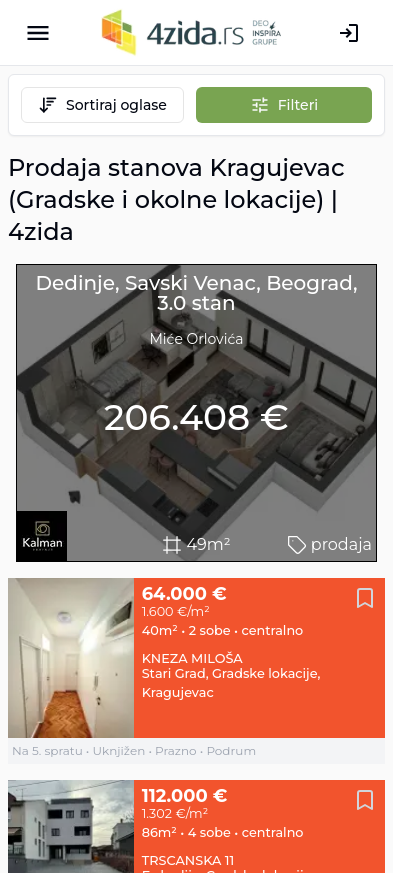 4zida.rs
DEO
INSPIRA
GRUPE
Sortiraj oglase
Filteri
Prodaja stanova Kragujevac
(Gradske i okolne lokacije) |
4zida
Dedinje, Savski Venac, Beograd,
3.0 stan
Miće Orlovića
206.408 €
Kalman
49m²
prodaja
64.000 €
1.600 €/m²
40m² • 2 sobe • centralno
KNEZA MILOŠA
Stari Grad, Gradske lokacije,
Kragujevac
Na 5. spratu • Uknjižen • Prazno • Podrum
112.000 €
1.302 €/m²
86m² • 4 sobe • centralno
TRSCANSKA 11